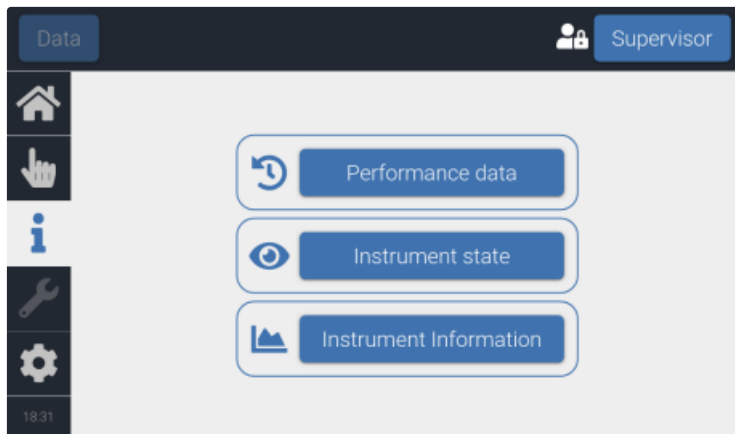 Data
Supervisor
Performance data
Instrument state
Instrument Information
18:31